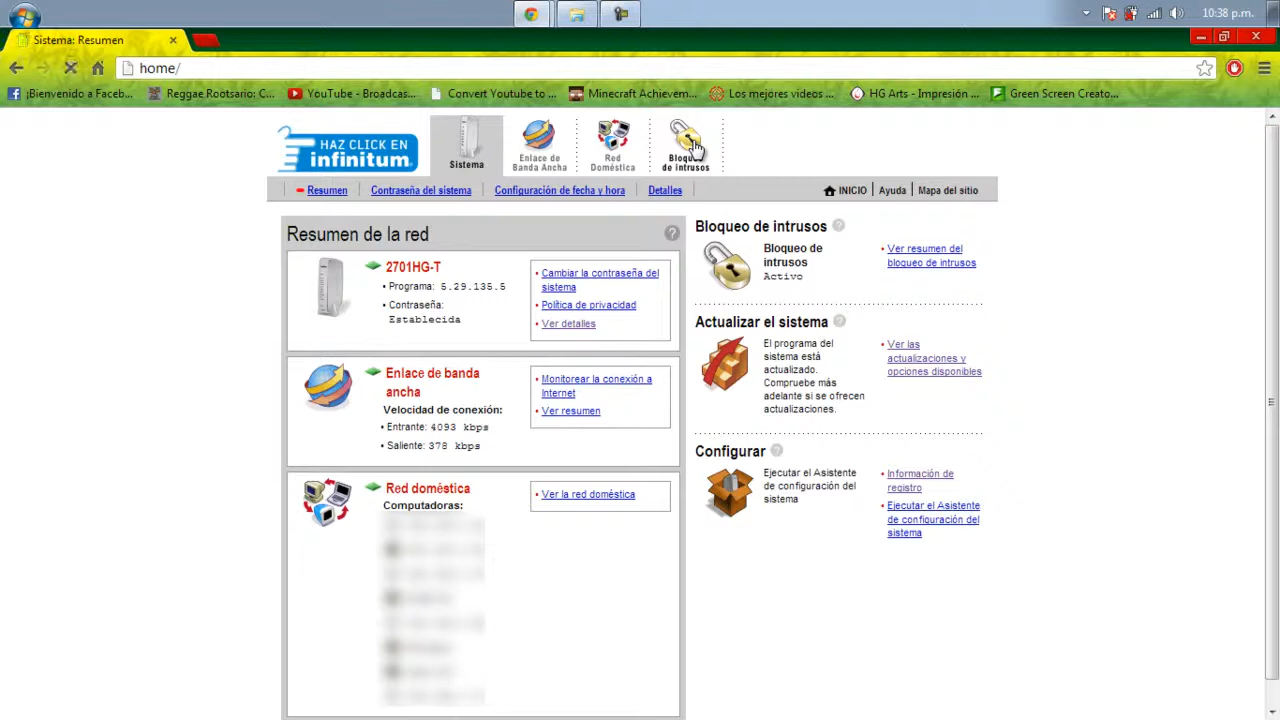 10:38 p.m.
Sistema: Resumen
home/
¡Bienvenido a Faceb...
Reggae Rootsario: C...
YouTube - Broadcas...
Convert Youtube to ...
Minecraft Achievem...
Los mejores videos ...
HG Arts - Impresión ...
Green Screen Creato...
HAZ CLICK EN
infinitum.
Sistema
Enlace de
Banda Ancha
Red
Doméstica
de intrusos
Resumen
Contraseña del sistema
Configuración de fecha y hora
Detalles
INICIO
Ayuda
Mapa del sitio
Resumen de la red
?
2701HG-T
• Programa: 5.29.135.5
• Contraseña:
Establecida
• Cambiar la contraseña del
sistema
• Política de privacidad
• Ver detalles
Enlace de banda
ancha
Velocidad de conexión:
• Entrante: 4093 kbps
• Saliente: 378 kbps
• Monitorear la conexión a
Internet
• Ver resumen
Red doméstica
Computadoras:
• Ver la red doméstica
Bloqueo de intrusos ?
Bloqueo de
intrusos
Activo
• Ver resumen del
bloqueo de intrusos
Actualizar el sistema ?
El programa del
sistema está
actualizado.
Compruebe más
adelante si se ofrecen
actualizaciones.
• Ver las
actualizaciones y
opciones disponibles
Configurar ?
Ejecutar el Asistente
de configuración del
sistema
• Información de
registro
• Ejecutar el Asistente
de configuración del
sistema